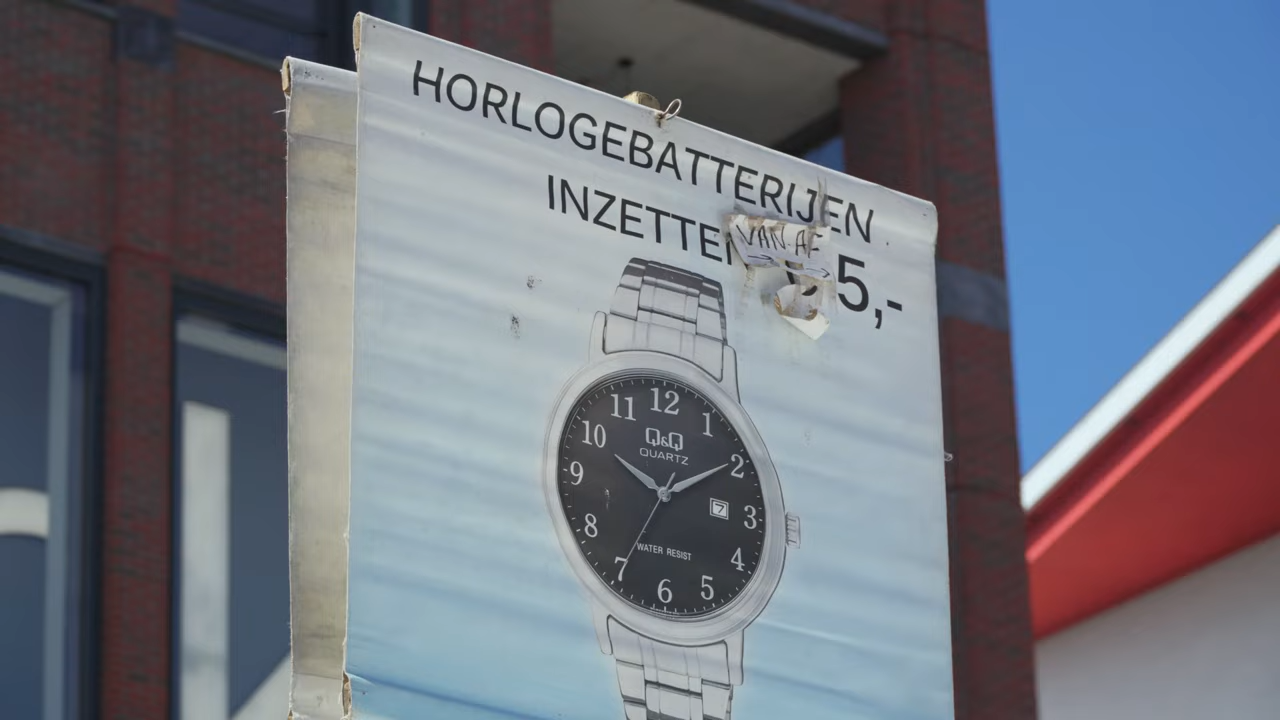 HORLOGEBATTERIJEN
INZETTEN
VAN.AF
5,-
12
11
1
10
Q&Q
QUARTZ
2
9
7
3
8
WATER RESIST
4
7
5
6